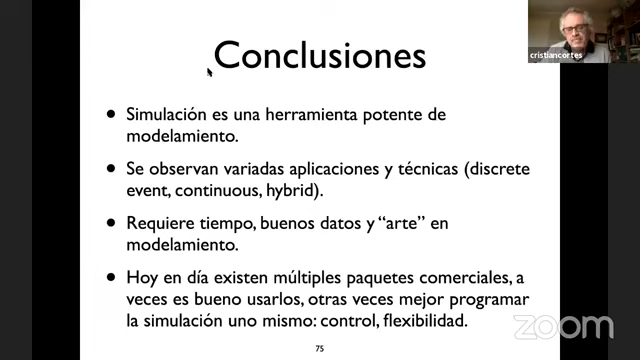 Conclusiones
cristiancortes
• Simulación es una herramienta potente de
modelamiento.
• Se observan variadas aplicaciones y técnicas (discrete
event, continuous, hybrid).
• Requiere tiempo, buenos datos y “arte” en
modelamiento.
• Hoy en día existen múltiples paquetes comerciales, a
veces es bueno usarlos, otras veces mejor programar
la simulación uno mismo: control, flexibilidad.
zoom
75